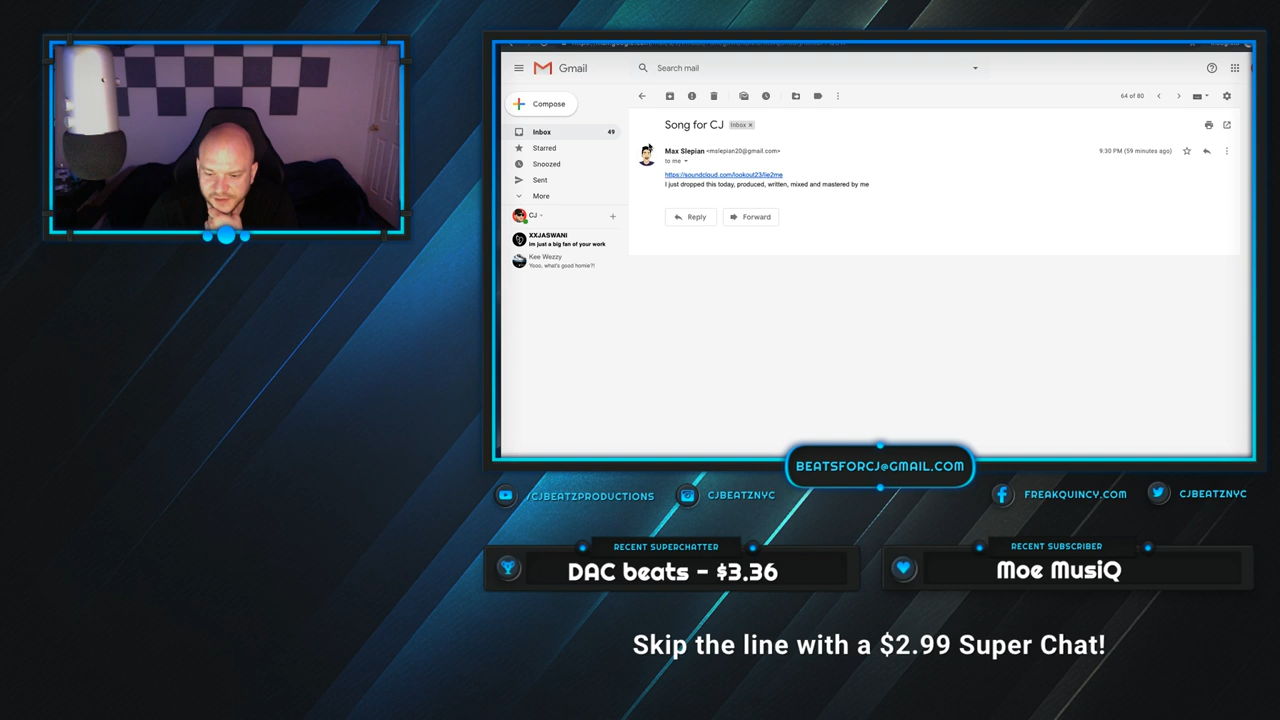 Gmail
Search mail
Compose
64 of 80
Inbox 49
Starred
Snoozed
Sent
More
CJ
XXJASWANI
im just a big fan of your work
Kee Wezzy
Yooo, what's good homie?!
Song for CJ Inbox x
Max Slepian <mslepian20@gmail.com> 9:30 PM (59 minutes ago)
to me
https://soundcloud.com/lookout23/lie2me
I just dropped this today, produced, written, mixed and mastered by me
Reply Forward
BEATSFORCJ@GMAIL.COM
/CJBEATZPRODUCTIONS CJBEATZNYC FREAKQUINCY.COM CJBEATZNYC
RECENT SUPERCHATTER
DAC beats - $3.36
RECENT SUBSCRIBER
Moe MusiQ
Skip the line with a $2.99 Super Chat!